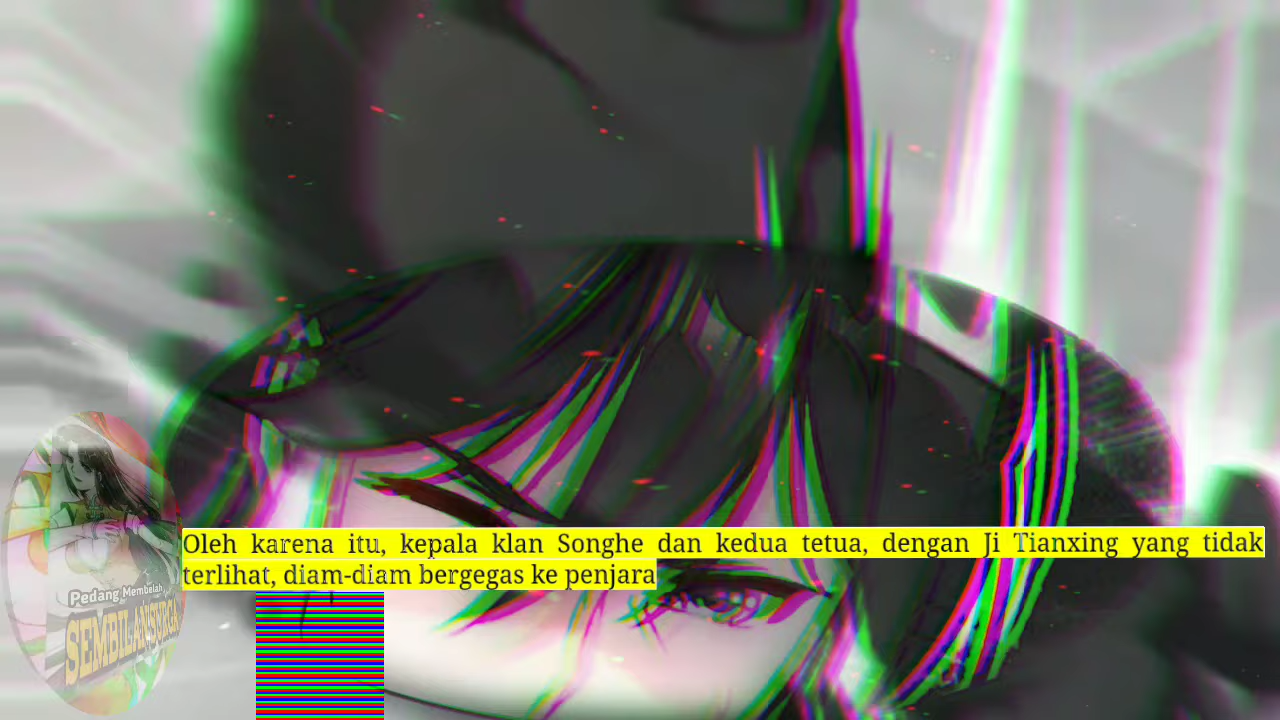 Oleh karena itu, kepala klan Songhe dan kedua tetua, dengan Ji Tianxing yang tidak
terlihat, diam-diam bergegas ke penjara
Pedang Membelah
SEMBILAN SURGA